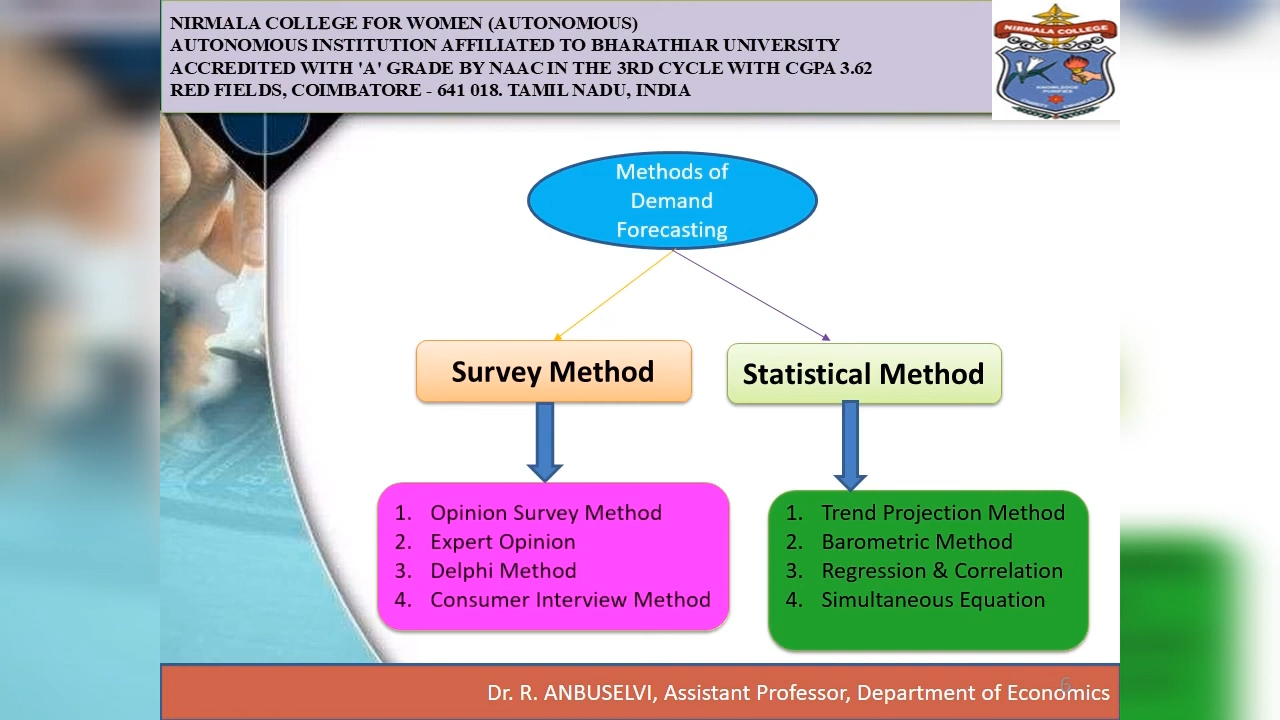 NIRMALA COLLEGE FOR WOMEN (AUTONOMOUS)
AUTONOMOUS INSTITUTION AFFILIATED TO BHARATHIAR UNIVERSITY
ACCREDITED WITH 'A' GRADE BY NAAC IN THE 3RD CYCLE WITH CGPA 3.62
RED FIELDS, COIMBATORE - 641 018. TAMIL NADU, INDIA
NIRMALA COLLEGE
KNOWLEDGE
PURIFIES
Methods of
Demand
Forecasting
Survey Method
Statistical Method
1. Opinion Survey Method
2. Expert Opinion
3. Delphi Method
4. Consumer Interview Method
1. Trend Projection Method
2. Barometric Method
3. Regression & Correlation
4. Simultaneous Equation
6
Dr. R. ANBUSELVI, Assistant Professor, Department of Economics